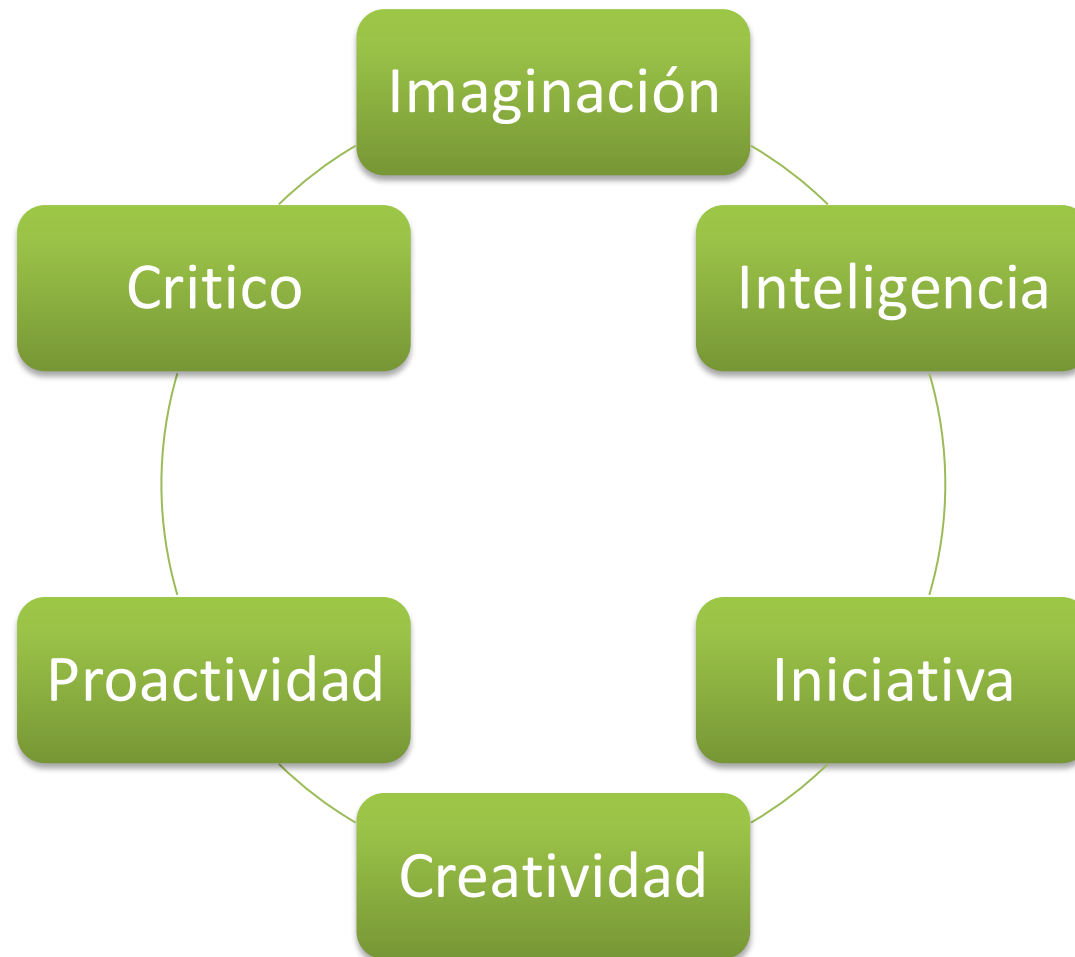 Imaginación
Inteligencia
Iniciativa
Creatividad
Proactividad
Critico